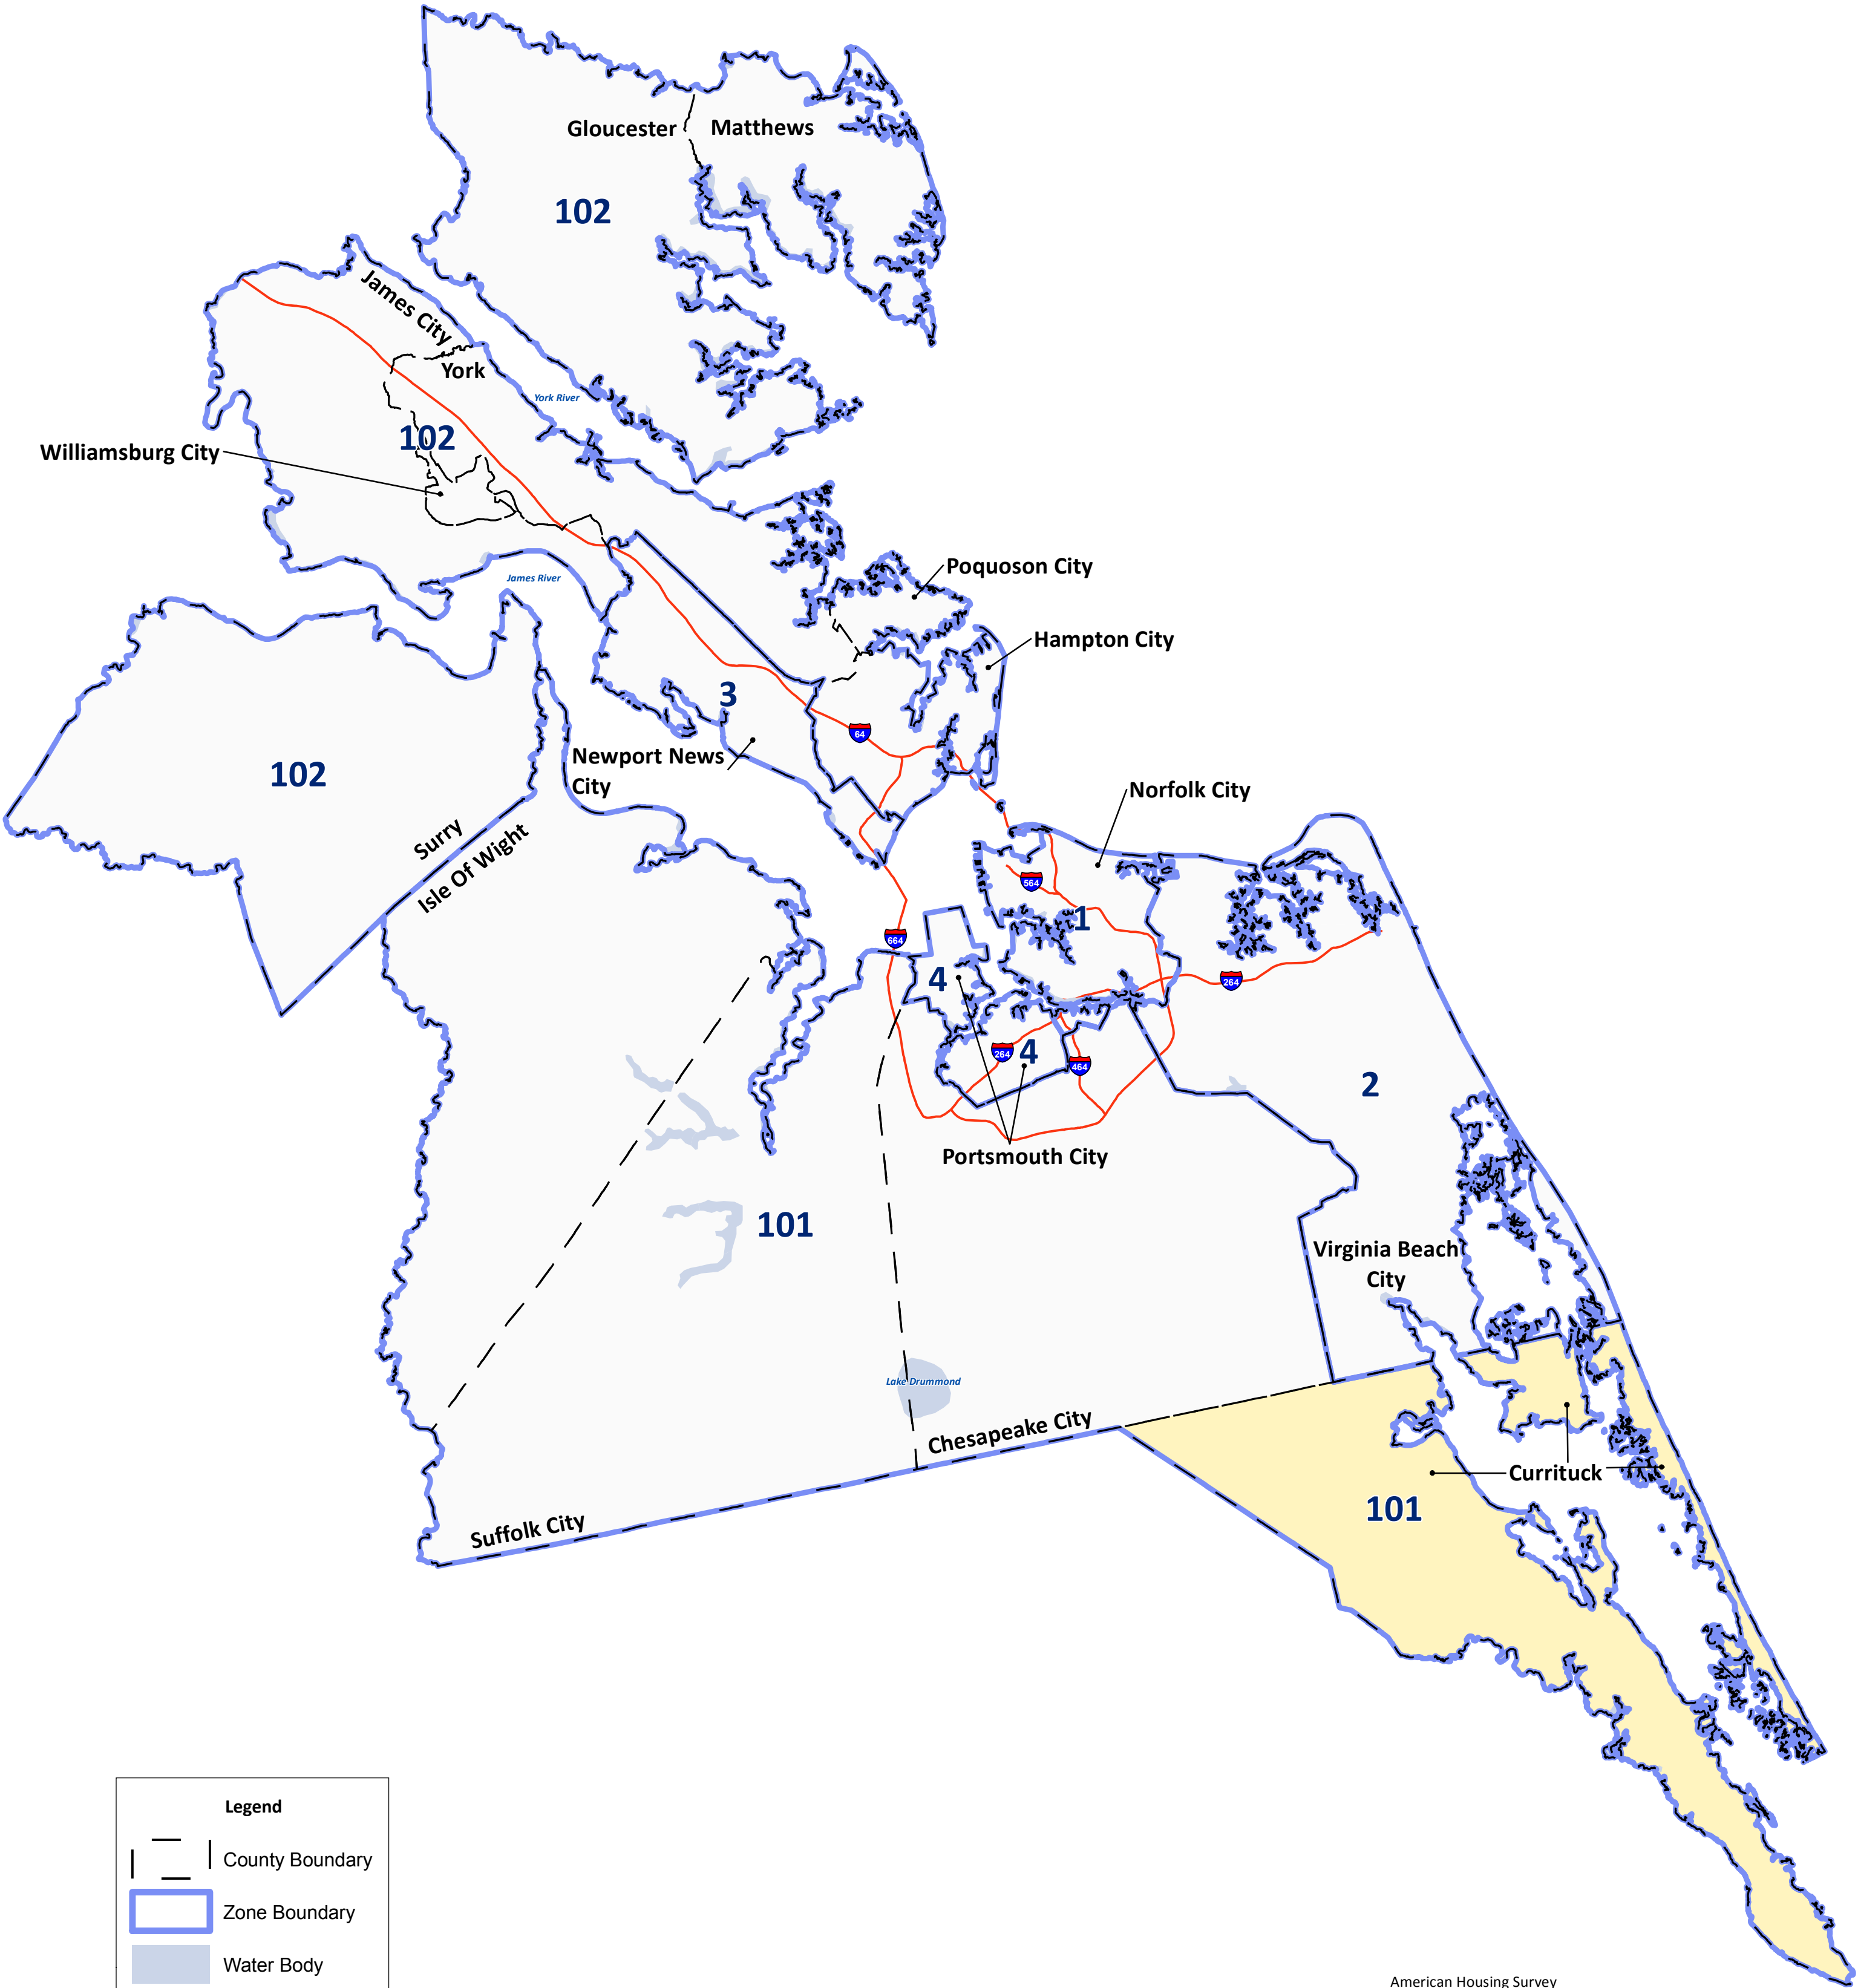 Gloucester
Matthews
102
James City
York
York River
102
Williamsburg City
James River
Poquoson City
Hampton City
3
64
Newport News
City
102
Norfolk City
Surry
Isle Of Wight
564
1
664
4
264
264
4
464
2
Portsmouth City
101
Virginia Beach
City
Lake Drummond
Chesapeake City
Currituck
101
Suffolk City
Legend
County Boundary
Zone Boundary
Water Body
American Housing Survey